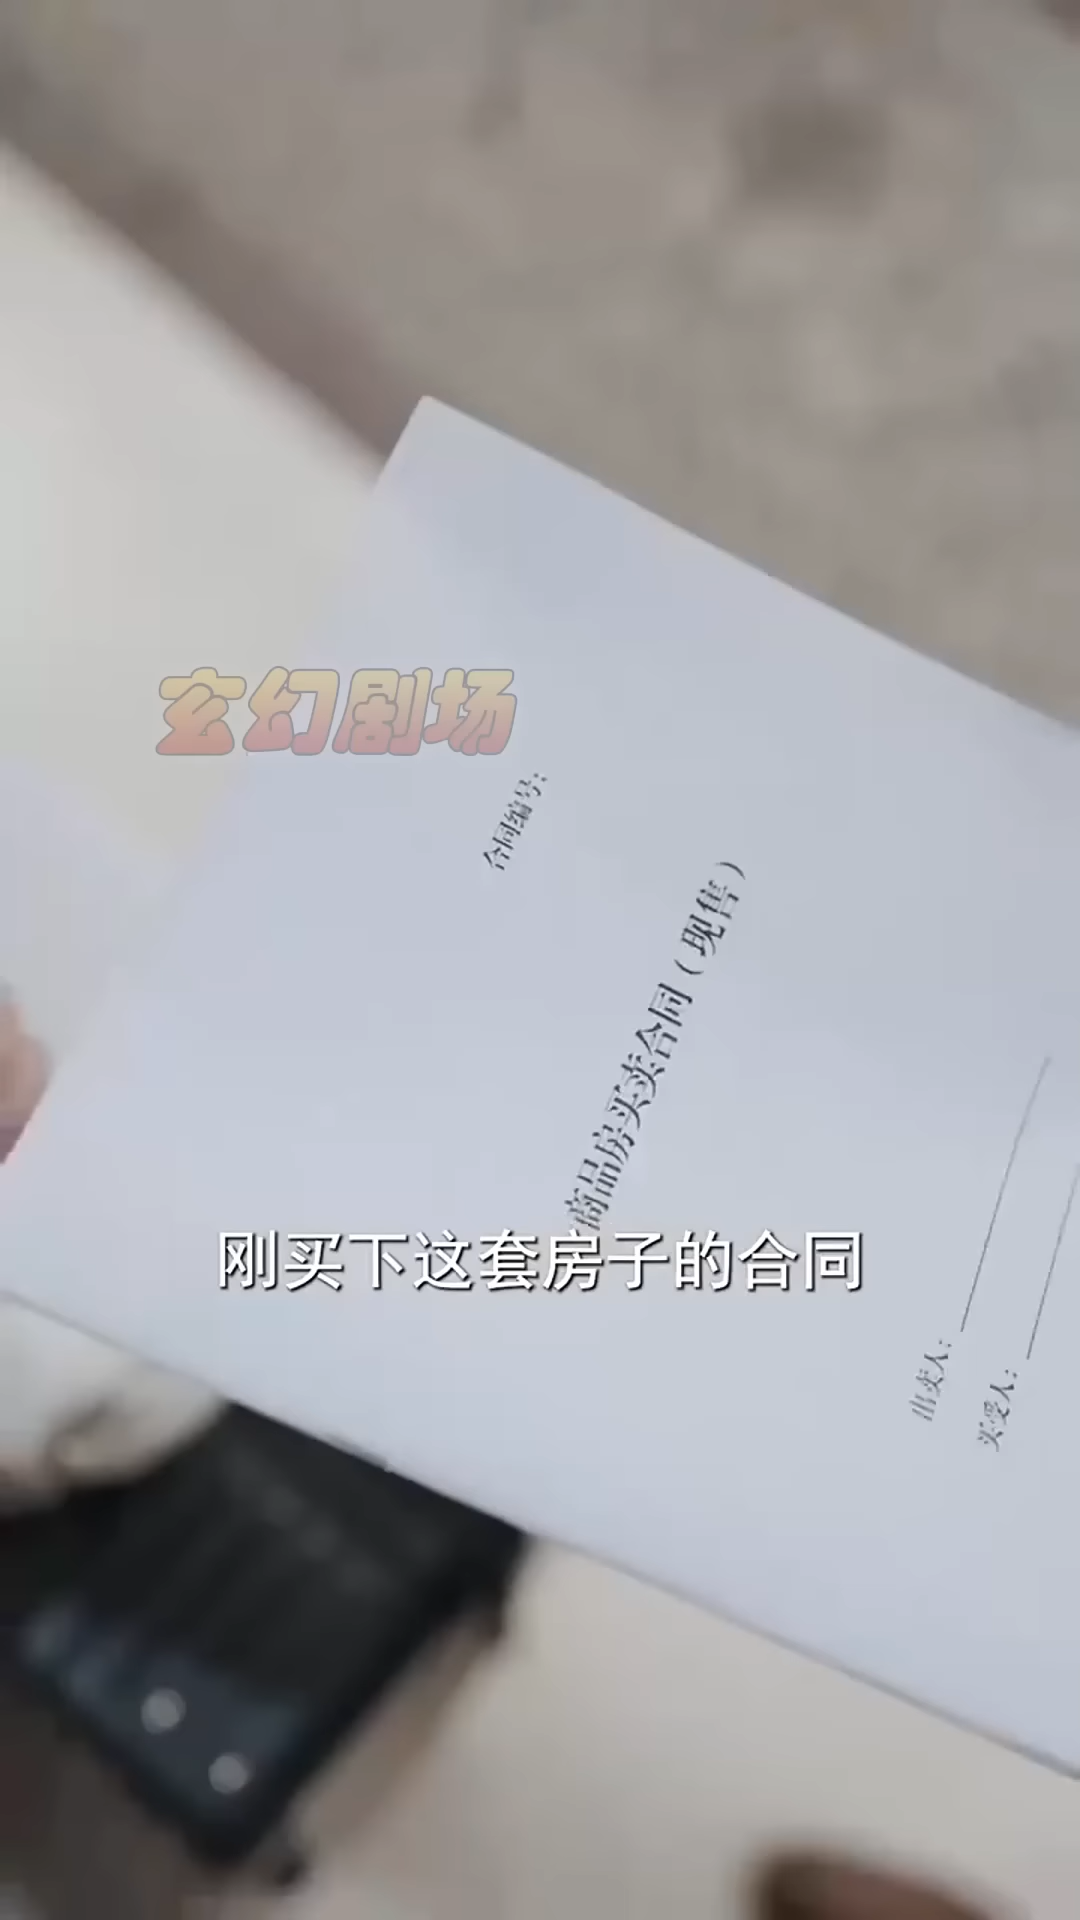 玄幻剧场
合同编号：
商品房买卖合同（现售）
刚买下这套房子的合同
出卖人：
买受人：